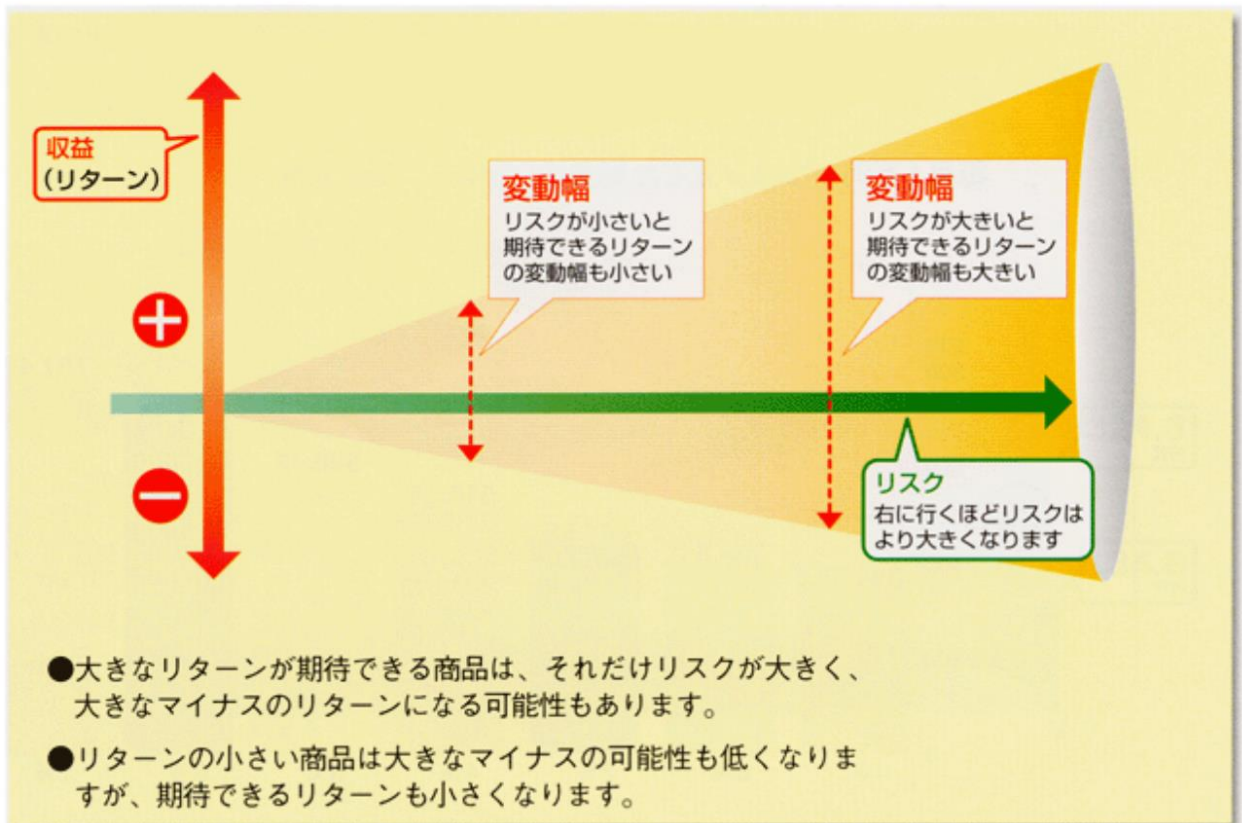 収益
(リターン)
変動幅
リスクが小さいと
期待できるリターン
の変動幅も小さい
変動幅
リスクが大きいと
期待できるリターン
の変動幅も大きい
＋
－
リスク
右に行くほどリスクは
より大きくなります
●大きなリターンが期待できる商品は、それだけリスクが大きく、
大きなマイナスのリターンになる可能性もあります。
●リターンの小さい商品は大きなマイナスの可能性も低くなりま
すが、期待できるリターンも小さくなります。